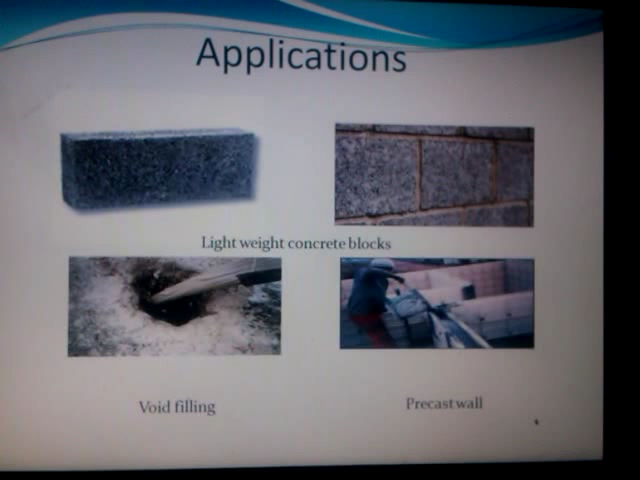 Applications
Light weight concrete blocks
Void filling
Precast wall